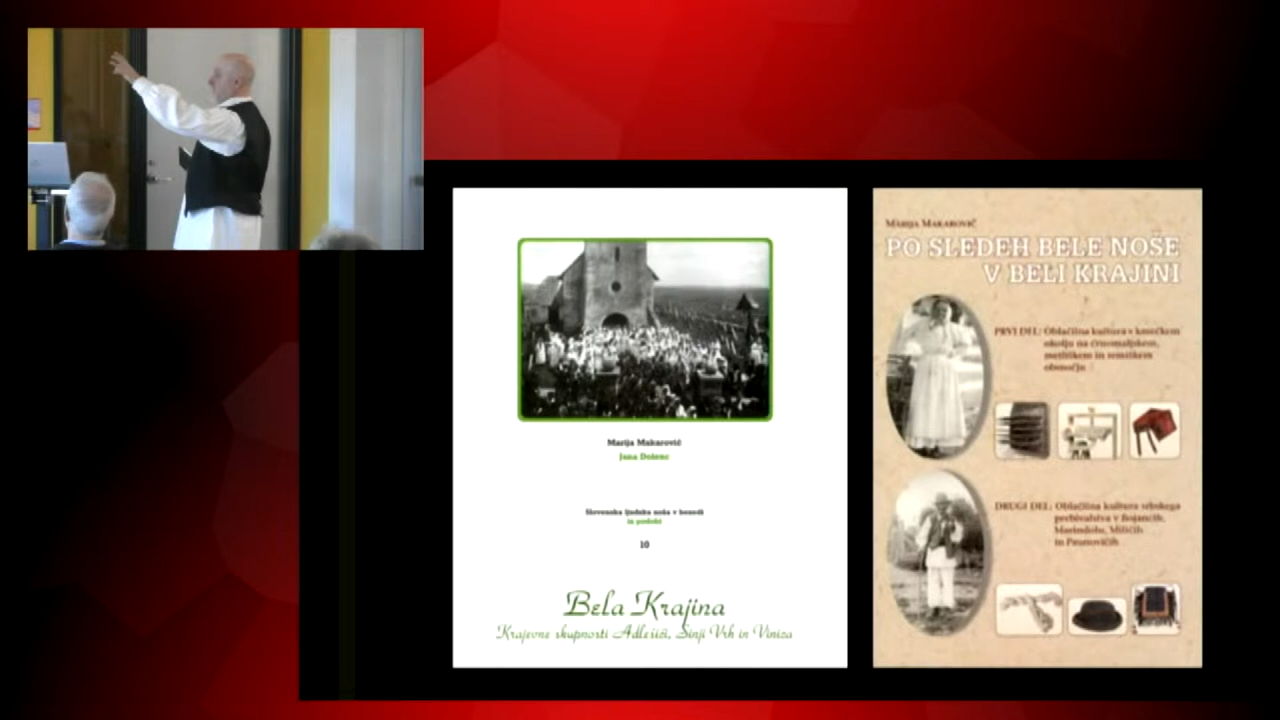 Marija Makarovič
Jana Dolenc
Slovenska ljudska noša v besedi
in podobi
10
Bela Krajina
Krajevne skupnosti Adlešiči, Sinji Vrh in Vinica
MARIJA MAKAROVIČ
PO SLEDEH BELE NOŠE
V BELI KRAJINI
PRVI DEL: Oblačilna kultura v kmečkem
okolju na črnomaljskem,
metliškem in semiškem
območju
DRUGI DEL: Oblačilna kultura srbskega
prebivalstva v Bojancih,
Marindolu, Miličih
in Paunovičih